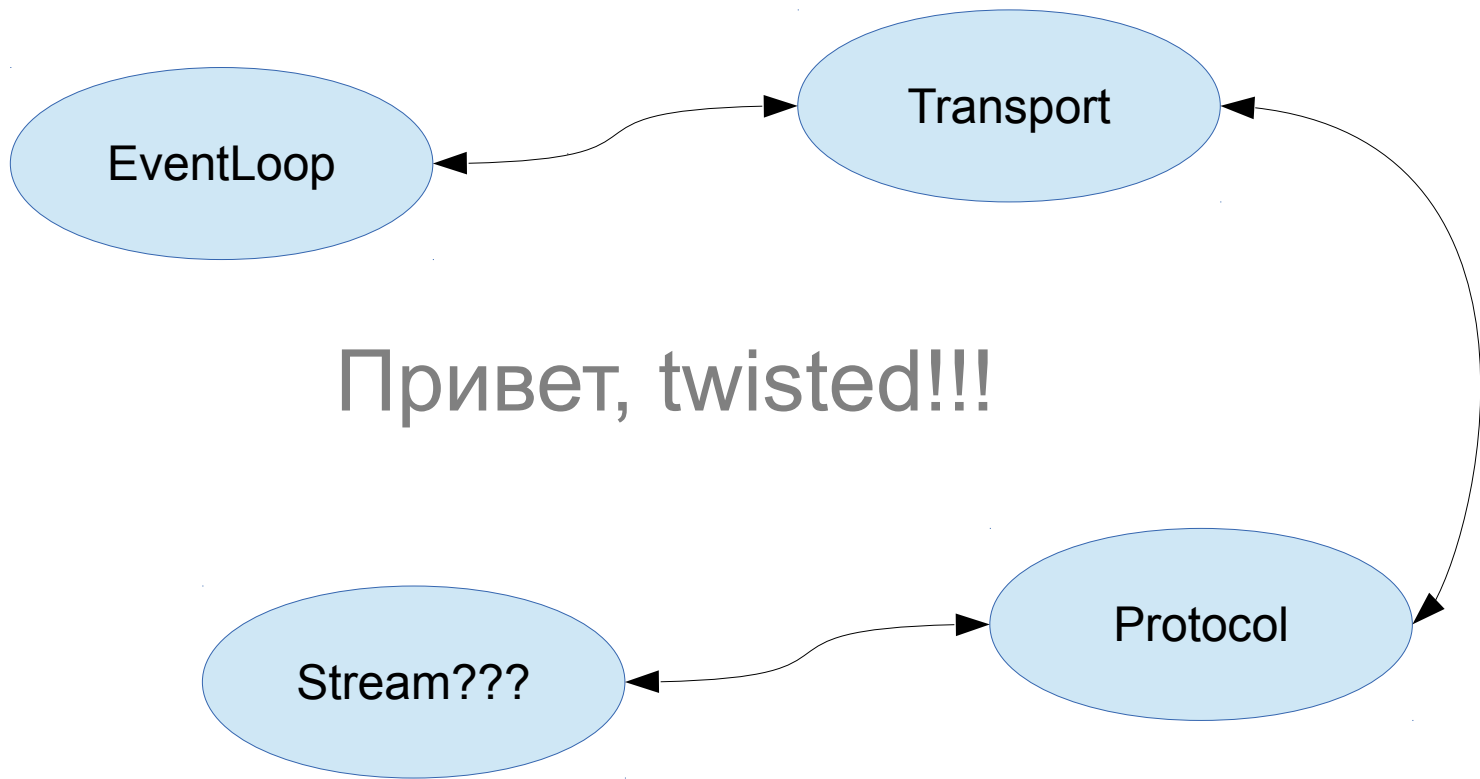 Transport
EventLoop
Привет, twisted!!!
Protocol
Stream???